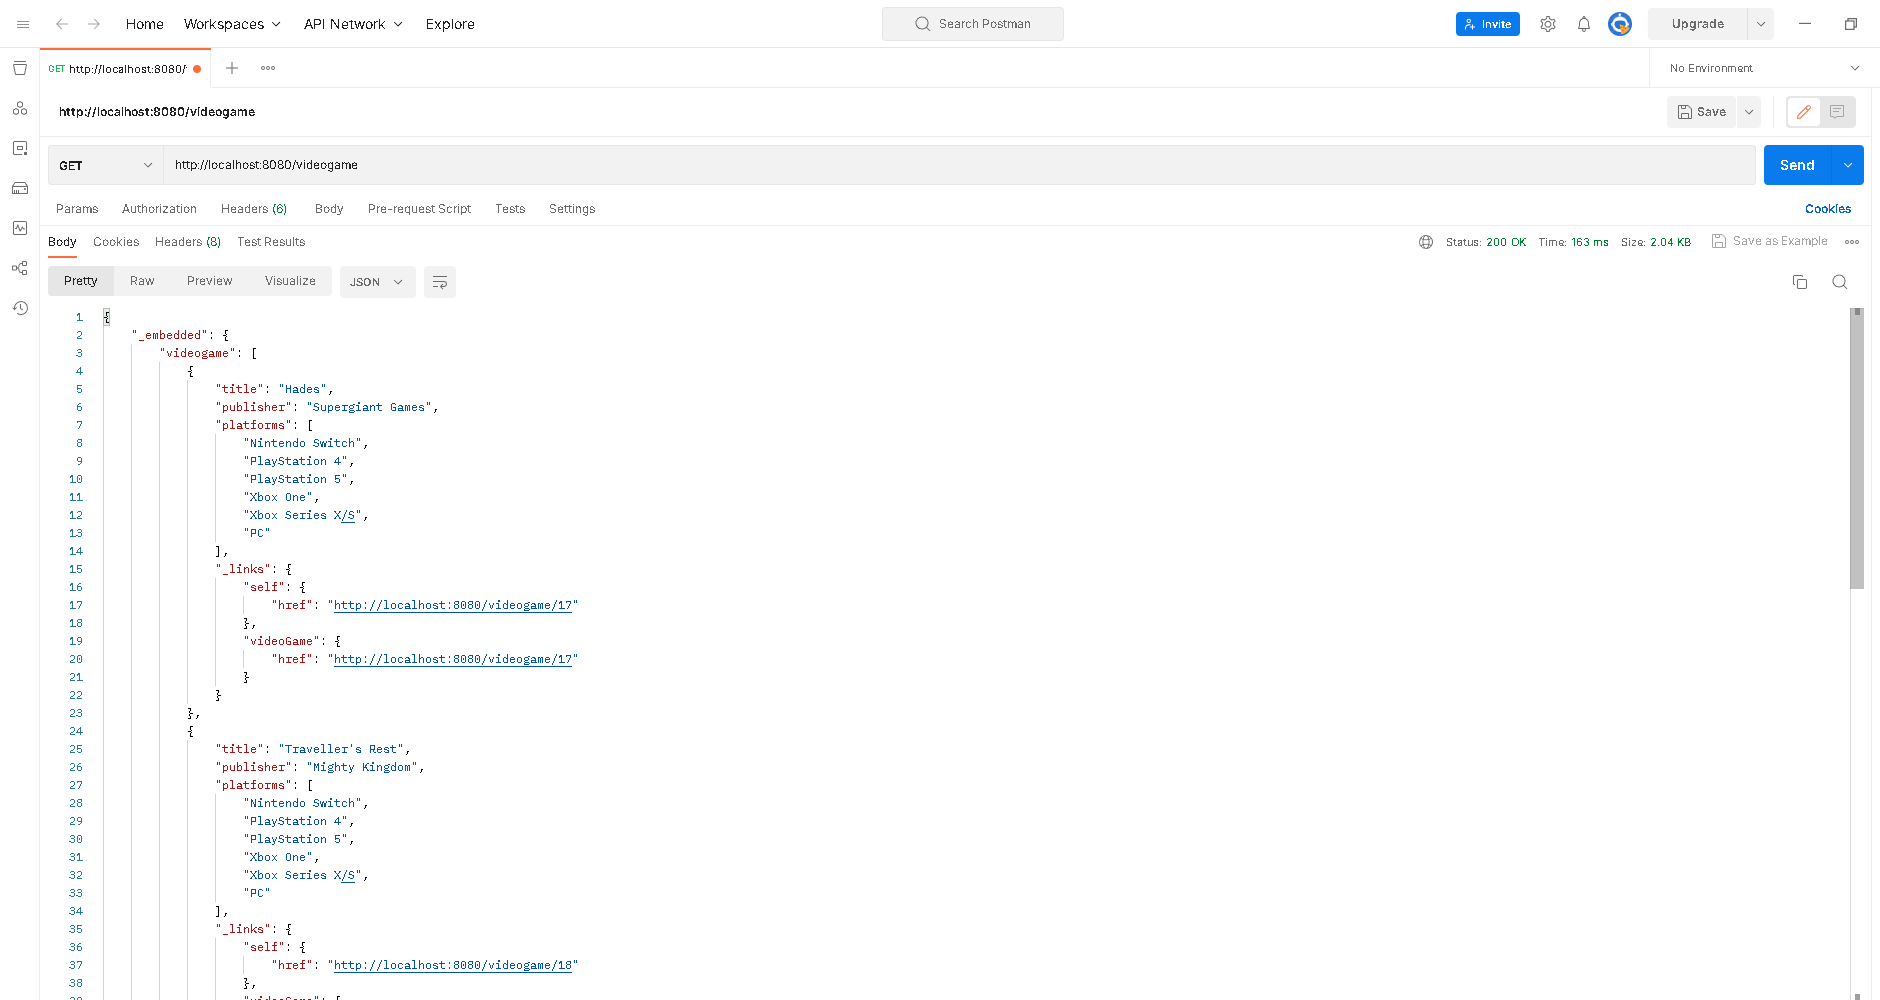 Home Workspaces API Network Explore Search Postman Invite Upgrade
GET http://localhost:8080/ No Environment
http://localhost:8080/videogame Save
GET http://localhost:8080/videogame Send
Params Authorization Headers (6) Body Pre-request Script Tests Settings Cookies
Body Cookies Headers (8) Test Results Status: 200 OK Time: 163 ms Size: 2.04 KB Save as Example
Pretty Raw Preview Visualize JSON
1 {
2 "_embedded": {
3 "videogame": [
4 {
5 "title": "Hades",
6 "publisher": "Supergiant Games",
7 "platforms": [
8 "Nintendo Switch",
9 "PlayStation 4",
10 "PlayStation 5",
11 "Xbox One",
12 "Xbox Series X/S",
13 "PC"
14 ],
15 "_links": {
16 "self": {
17 "href": "http://localhost:8080/videogame/17"
18 },
19 "videoGame": {
20 "href": "http://localhost:8080/videogame/17"
21 }
22 }
23 },
24 {
25 "title": "Traveller's Rest",
26 "publisher": "Mighty Kingdom",
27 "platforms": [
28 "Nintendo Switch",
29 "PlayStation 4",
30 "PlayStation 5",
31 "Xbox One",
32 "Xbox Series X/S",
33 "PC"
34 ],
35 "_links": {
36 "self": {
37 "href": "http://localhost:8080/videogame/18"
38 },
39 "videoGame": {